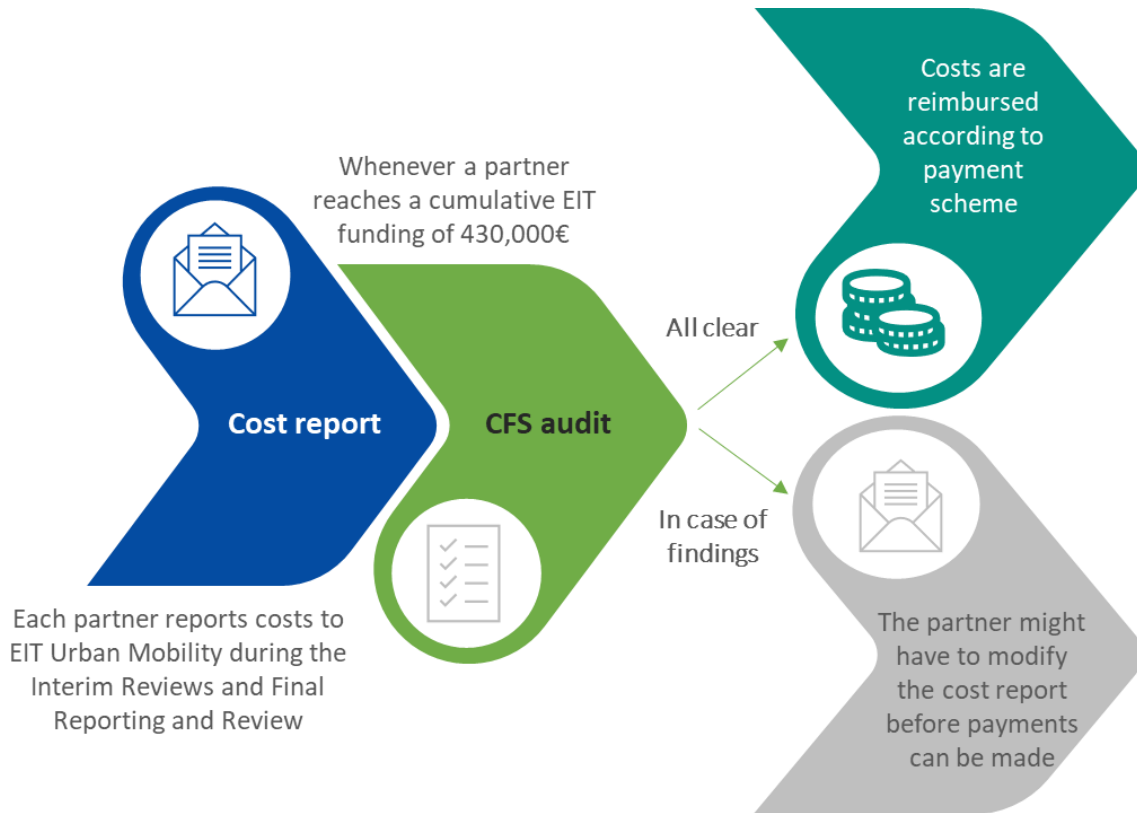 Cost report
Each partner reports costs to
EIT Urban Mobility during the
Interim Reviews and Final
Reporting and Review
Whenever a partner
reaches a cumulative EIT
funding of 430,000€
CFS audit
All clear
Costs are
reimbursed
according to
payment
scheme
In case of
findings
The partner might
have to modify
the cost report
before payments
can be made